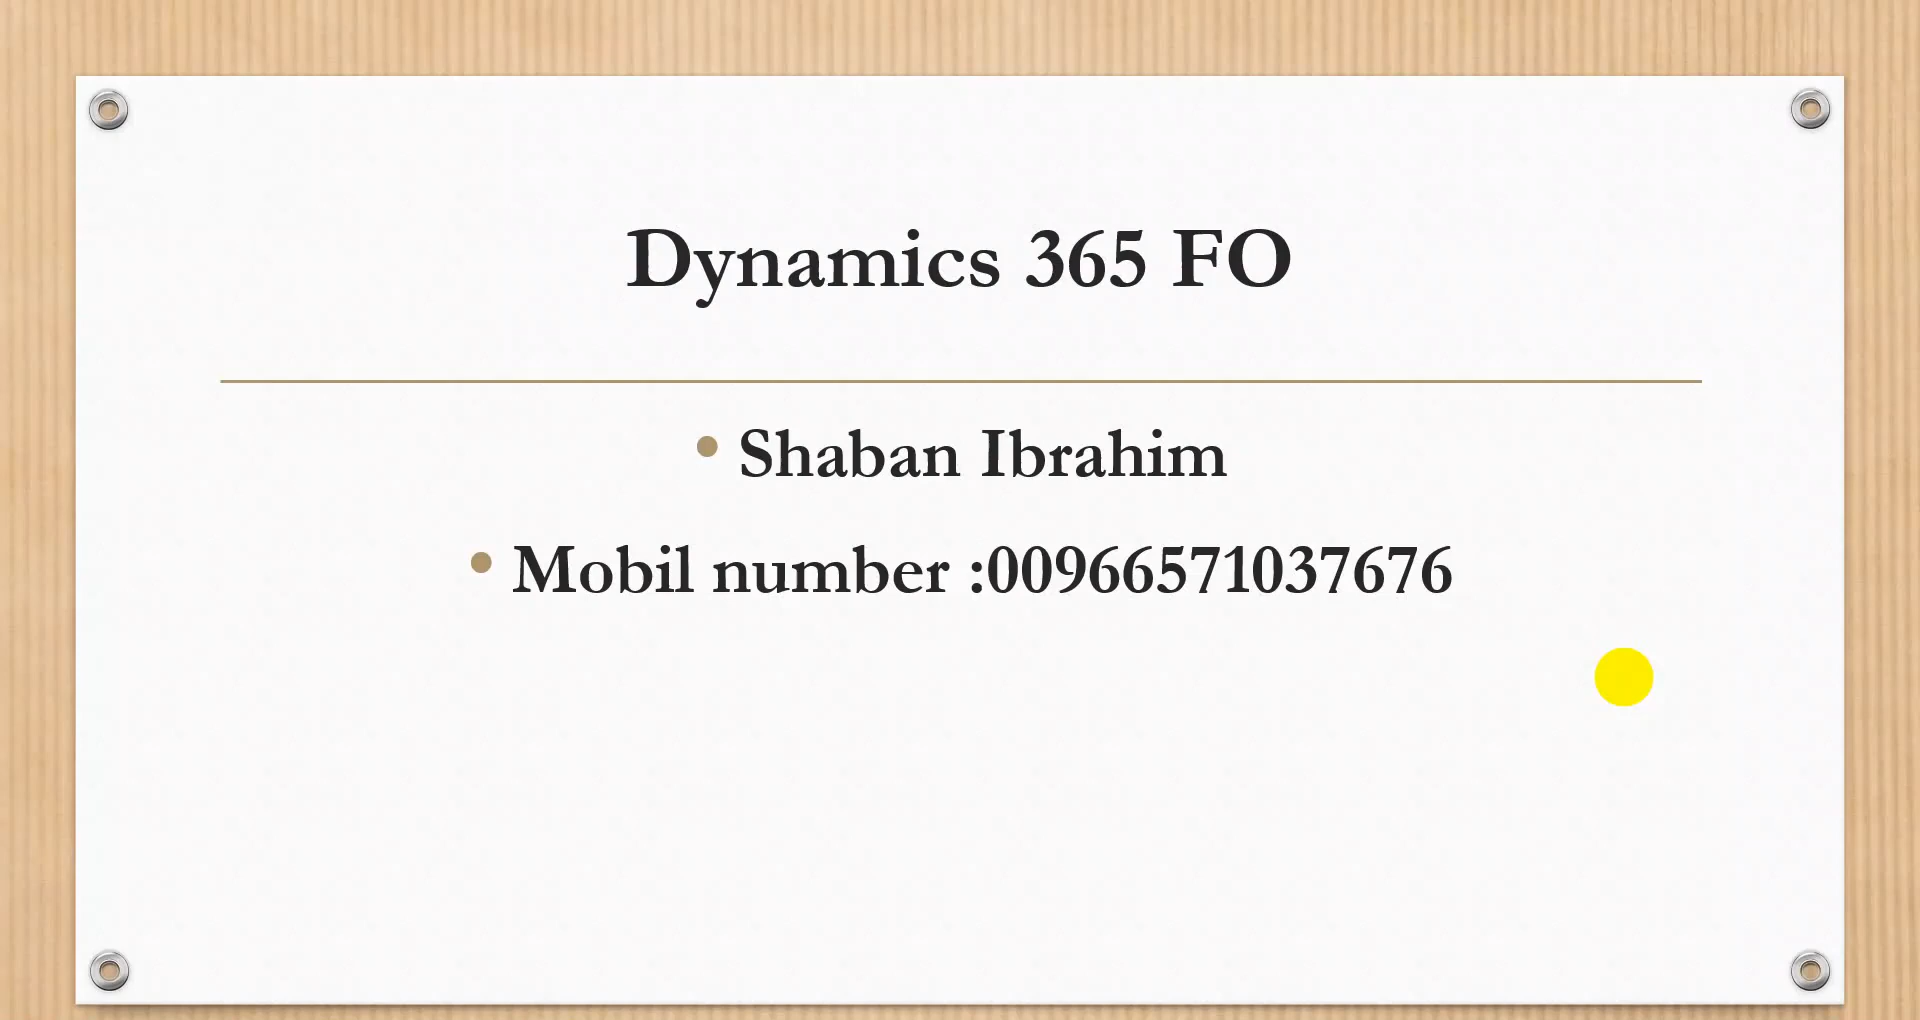 Dynamics 365 FO
• Shaban Ibrahim
• Mobil number :00966571037676